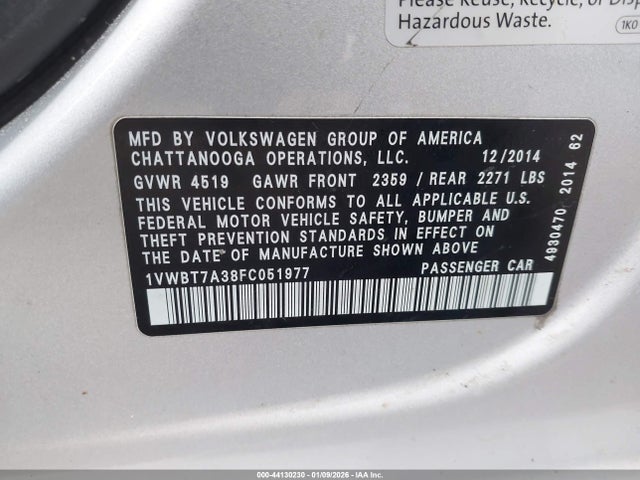 Please Reuse, Recycle, or Disp
Hazardous Waste.
1K0
MFD BY VOLKSWAGEN GROUP OF AMERICA
CHATTANOOGA OPERATIONS, LLC. 12/2014
GVWR 4519 GAWR FRONT 2359 / REAR 2271 LBS
THIS VEHICLE CONFORMS TO ALL APPLICABLE U.S.
FEDERAL MOTOR VEHICLE SAFETY, BUMPER AND
THEFT PREVENTION STANDARDS IN EFFECT ON
THE DATE OF MANUFACTURE SHOWN ABOVE
1VWBT7A38FC051977 PASSENGER CAR
4930470 2014 62
000-44130230 - 01/09/2026 - IAA Inc.